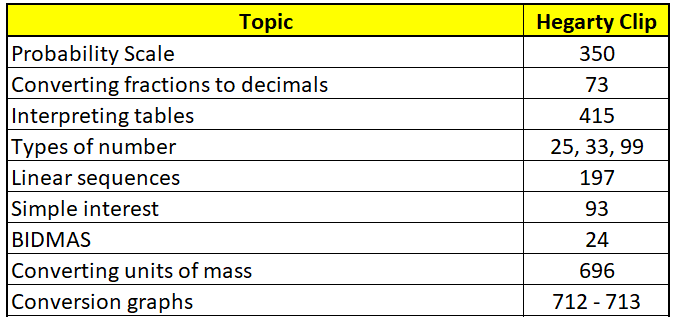 Topic Hegarty Clip
Probability Scale 350
Converting fractions to decimals 73
Interpreting tables 415
Types of number 25, 33, 99
Linear sequences 197
Simple interest 93
BIDMAS 24
Converting units of mass 696
Conversion graphs 712 - 713